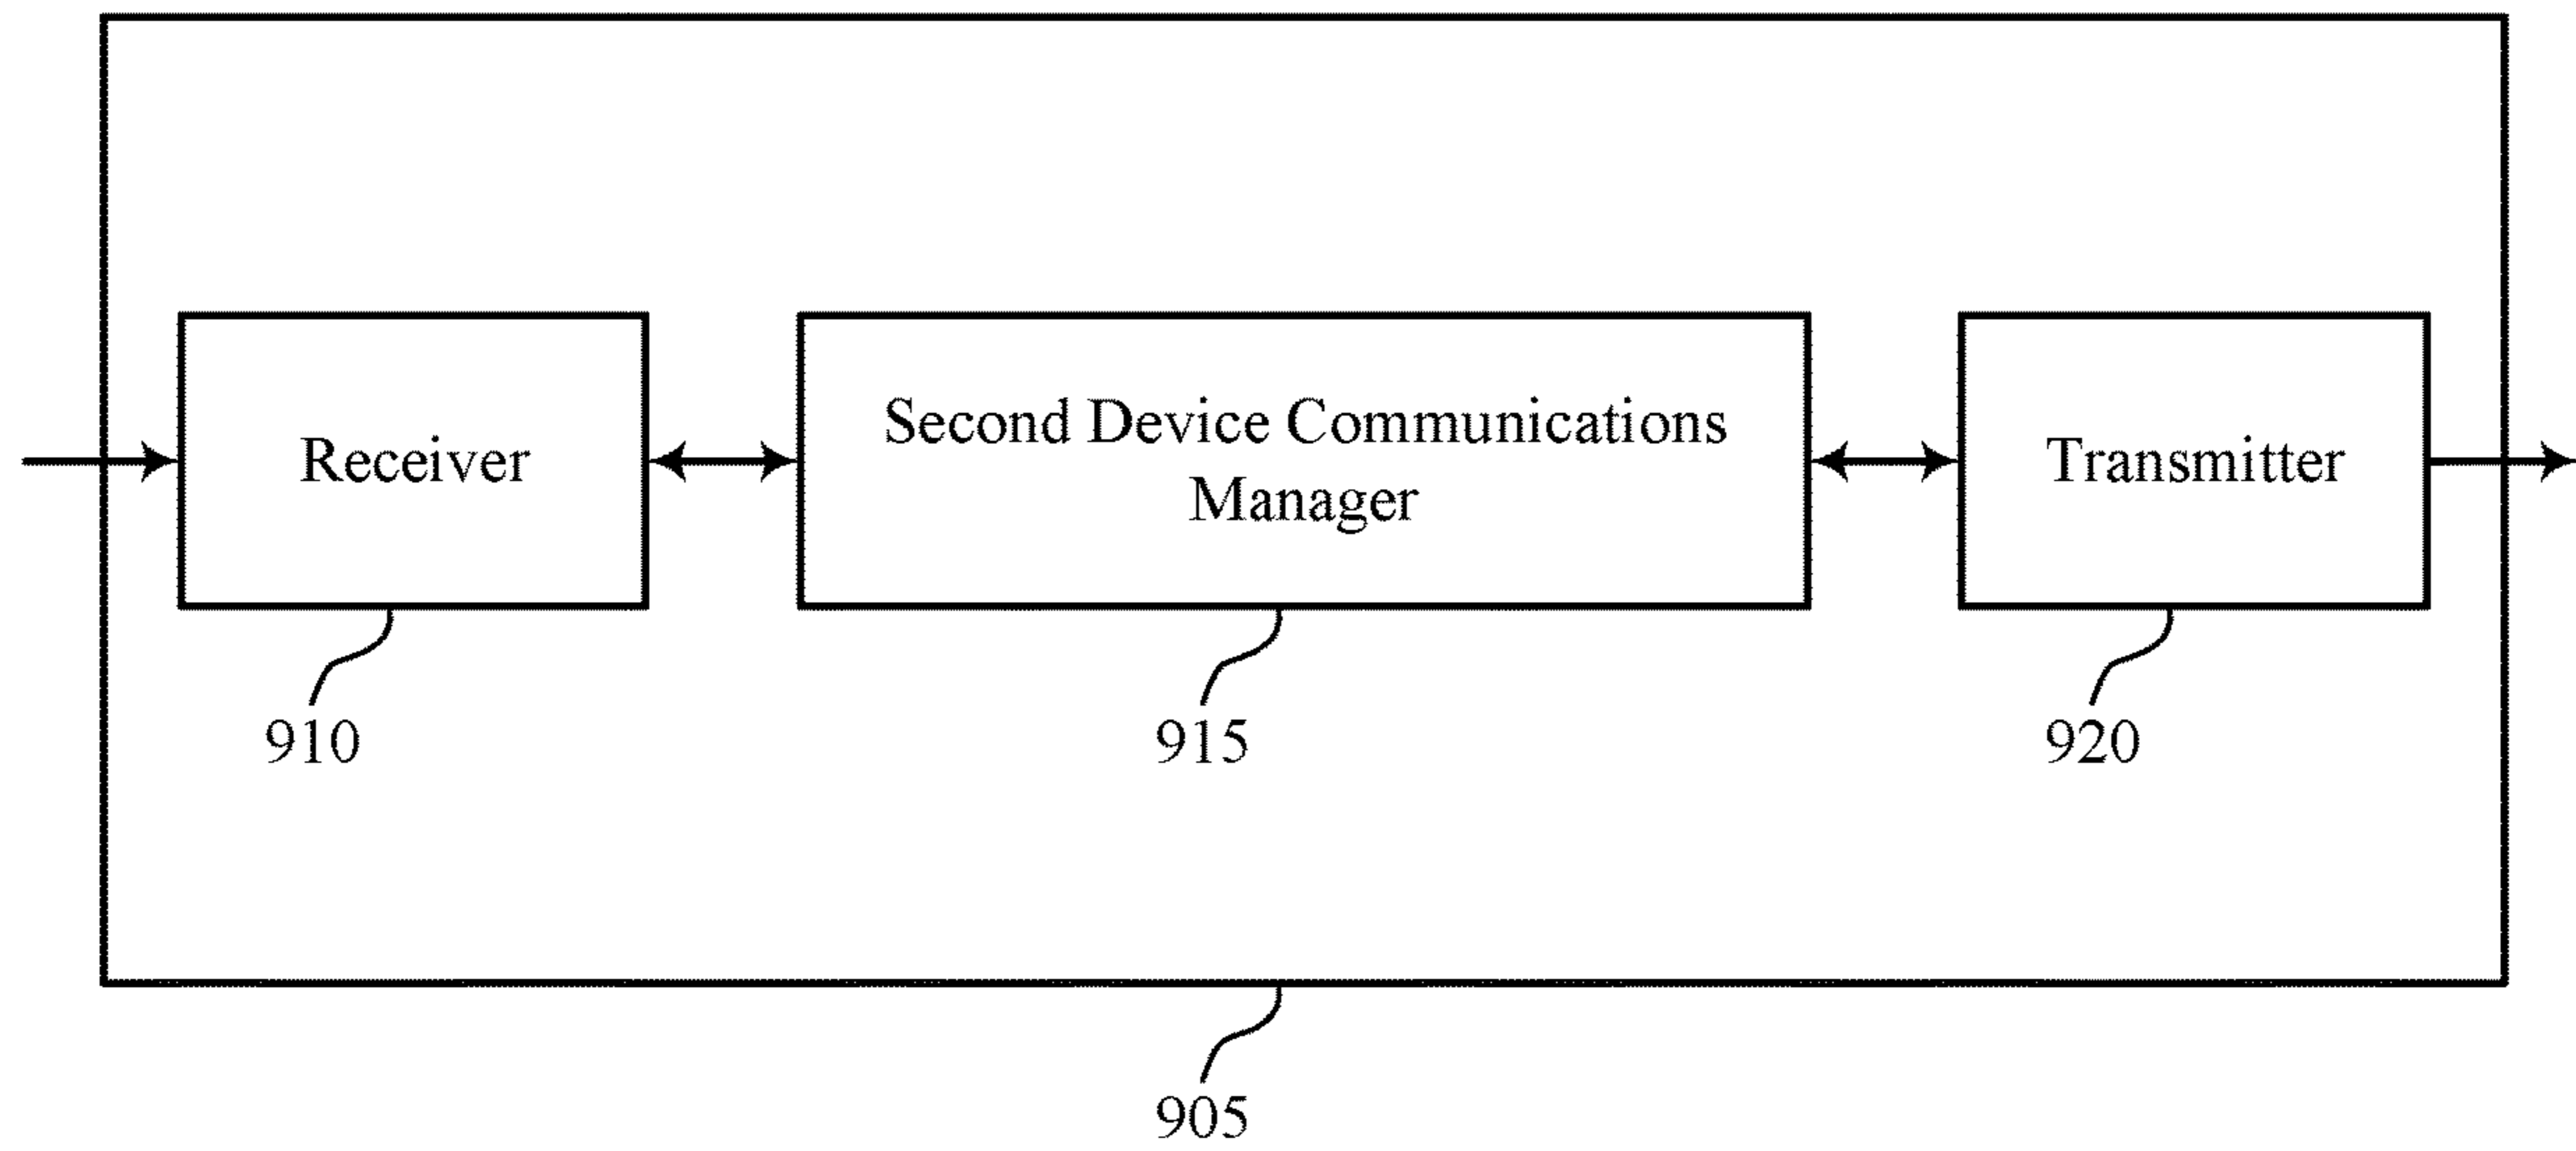 Receiver
Second Device Communications
Manager
Transmitter
910
915
920
905